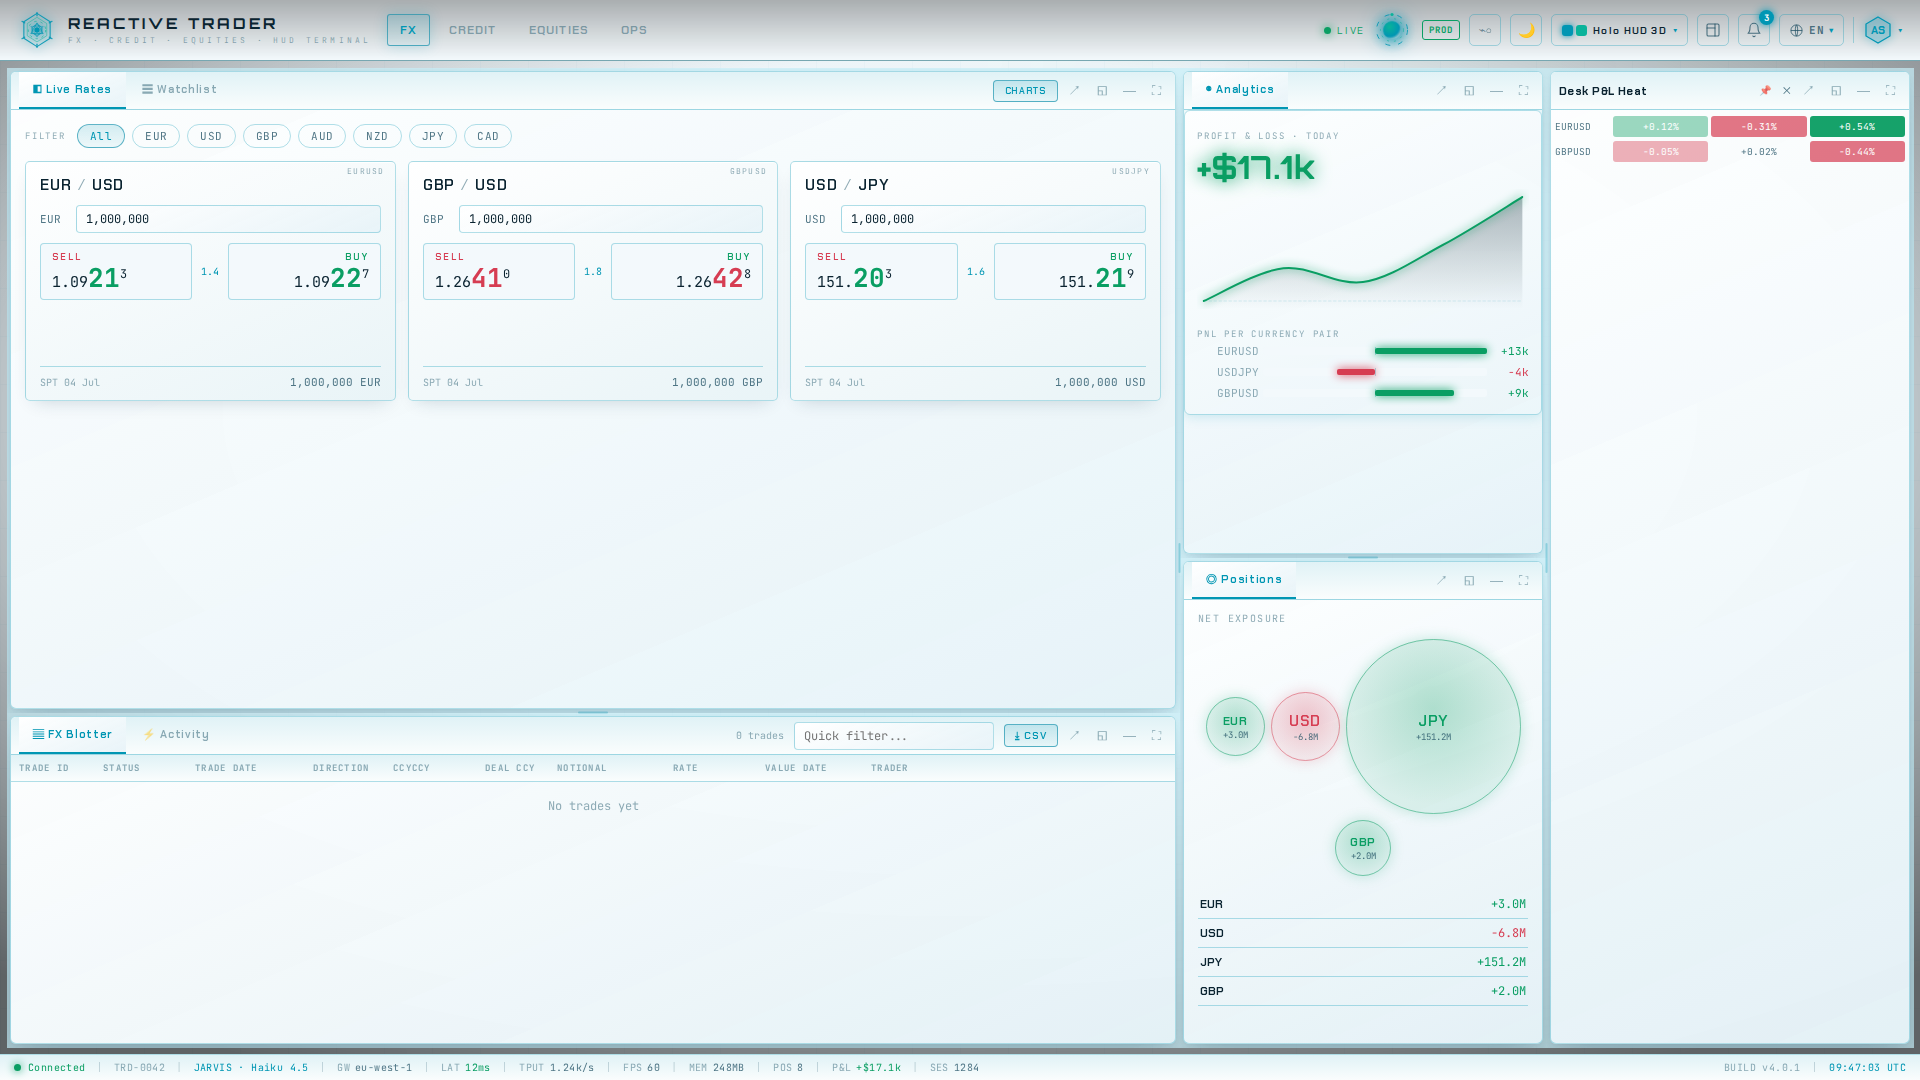 REACTIVE TRADER
FX · CREDIT · EQUITIES · HUD TERMINAL
FX CREDIT EQUITIES OPS
LIVE PROD Holo HUD 3D 3 EN AS
Live Rates Watchlist CHARTS
FILTER All EUR USD GBP AUD NZD JPY CAD
EURUSD
EUR / USD
EUR 1,000,000
SELL
1.09213
1.4
BUY
1.09227
SPT 04 Jul 1,000,000 EUR
GBPUSD
GBP / USD
GBP 1,000,000
SELL
1.26410
1.8
BUY
1.26428
SPT 04 Jul 1,000,000 GBP
USDJPY
USD / JPY
USD 1,000,000
SELL
151.203
1.6
BUY
151.219
SPT 04 Jul 1,000,000 USD
FX Blotter Activity 0 trades Quick filter... CSV
TRADE ID STATUS TRADE DATE DIRECTION CCYCCY DEAL CCY NOTIONAL RATE VALUE DATE TRADER
No trades yet
Analytics
PROFIT & LOSS · TODAY
+$17.1k
PNL PER CURRENCY PAIR
EURUSD +13k
USDJPY -4k
GBPUSD +9k
Positions
NET EXPOSURE
EUR
+3.0M
USD
-6.8M
JPY
+151.2M
GBP
+2.0M
EUR +3.0M
USD -6.8M
JPY +151.2M
GBP +2.0M
Desk P&L Heat
EURUSD +0.12% -0.31% +0.54%
GBPUSD -0.05% +0.02% -0.44%
Connected TRD-0042 JARVIS · Haiku 4.5 GW eu-west-1 LAT 12ms TPUT 1.24k/s FPS 60 MEM 248MB POS 8 P&L +$17.1k SES 1284 BUILD v4.0.1 09:47:03 UTC